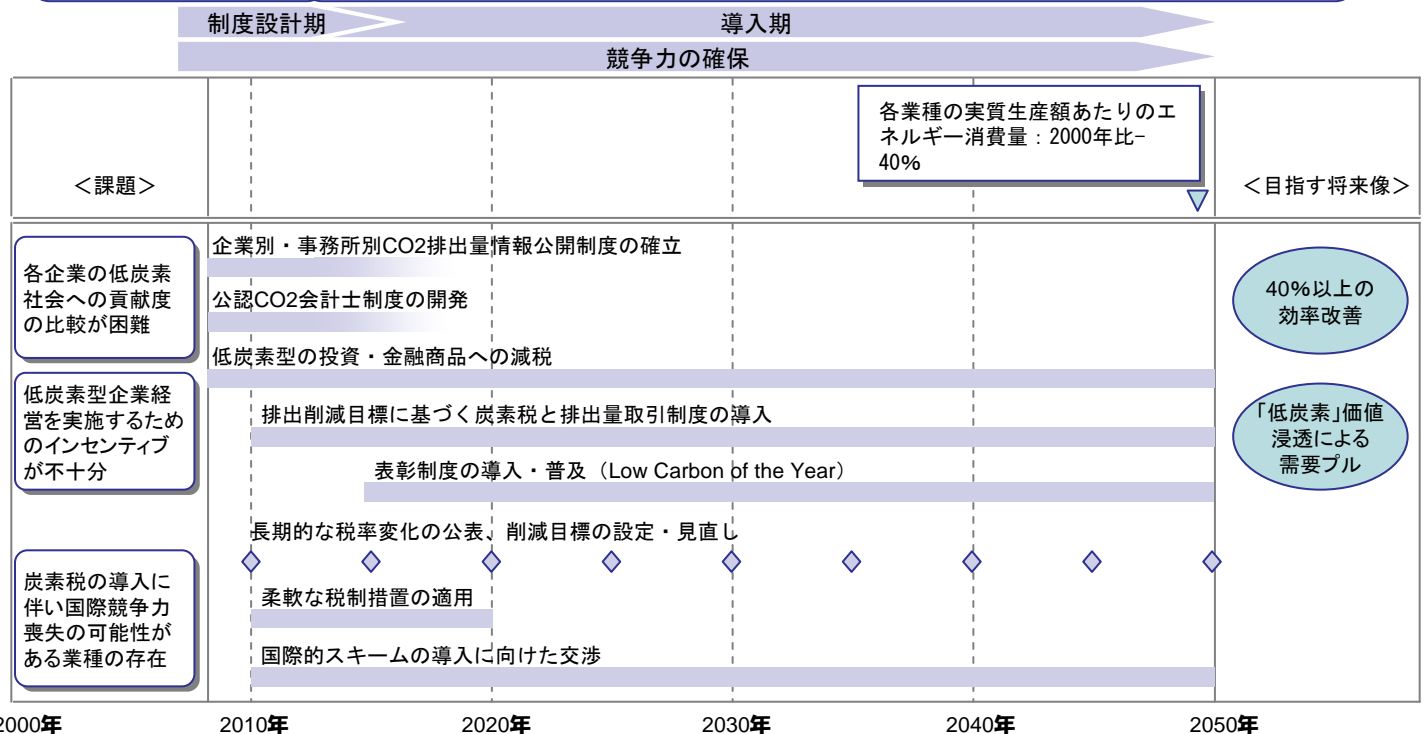 制度設計期
導入期
競争力の確保
各業種の実質生産額あたりのエ
ネルギー消費量：2000年比-
40%
＜課題＞
＜目指す将来像＞
各企業の低炭素
社会への貢献度
の比較が困難
企業別・事務所別CO2排出量情報公開制度の確立
公認CO2会計士制度の開発
低炭素型の投資・金融商品への減税
40%以上の
効率改善
低炭素型企業経
営を実施するため
のインセンティブ
が不十分
排出削減目標に基づく炭素税と排出量取引制度の導入
表彰制度の導入・普及（Low Carbon of the Year）
「低炭素」価値
浸透による
需要プル
長期的な税率変化の公表、削減目標の設定・見直し
炭素税の導入に
伴い国際競争力
喪失の可能性が
ある業種の存在
柔軟な税制措置の適用
国際的スキームの導入に向けた交渉
2000年
2010年
2020年
2030年
2040年
2050年